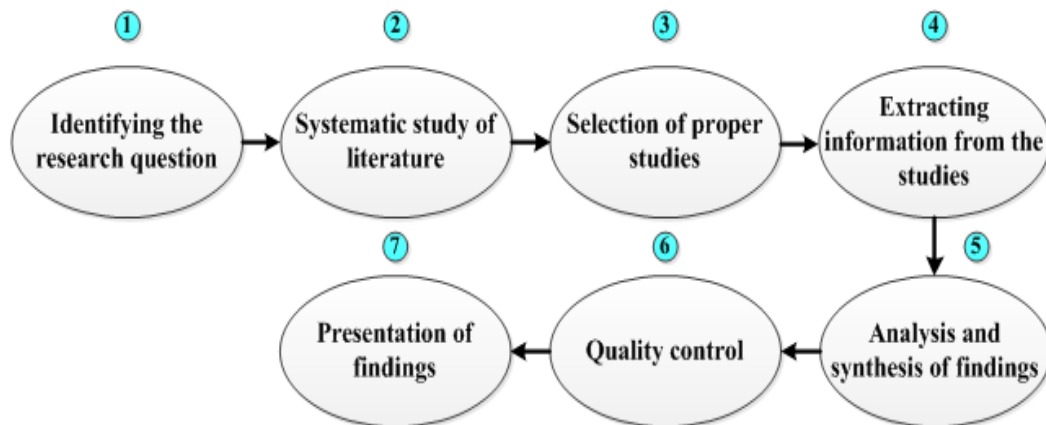 1
Identifying the
research question
2
Systematic study of
literature
3
Selection of proper
studies
4
Extracting
information from the
studies
5
Analysis and
synthesis of findings
6
Quality control
7
Presentation of
findings